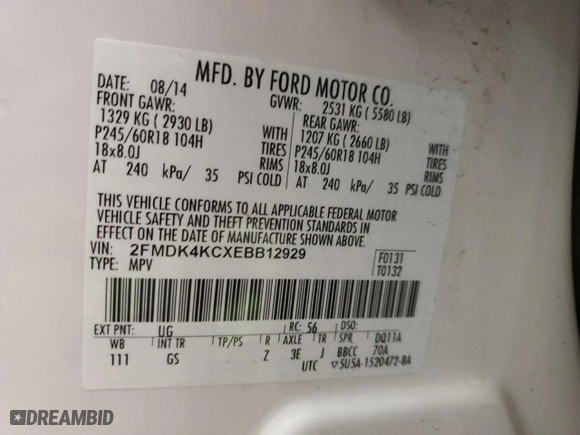 MFD. BY FORD MOTOR CO.
DATE: 08/14 GVWR: 2531 KG ( 5580 LB)
FRONT GAWR: REAR GAWR:
1329 KG ( 2930 LB) WITH 1207 KG ( 2660 LB) WITH
P245/60R18 104H TIRES P245/60R18 104H TIRES
18x8.0J RIMS 18x8.0J RIMS
AT 240 kPa/ 35 PSI COLD AT 240 kPa/ 35 PSI COLD
THIS VEHICLE CONFORMS TO ALL APPLICABLE FEDERAL MOTOR
VEHICLE SAFETY AND THEFT PREVENTION STANDARDS IN
EFFECT ON THE DATE OF MANUFACTURE SHOWN ABOVE.
VIN: 2FMDK4KCXEBB12929 F0131
TYPE: MPV T0132
EXT PNT: UG RC: 56 DSO:
WB INT TR TP/PS R AXLE TR SPR DQ11A
111 GS Z 3E J BBCC 70A
UTC ▽5U5A-1520472-BA
DREAMBID